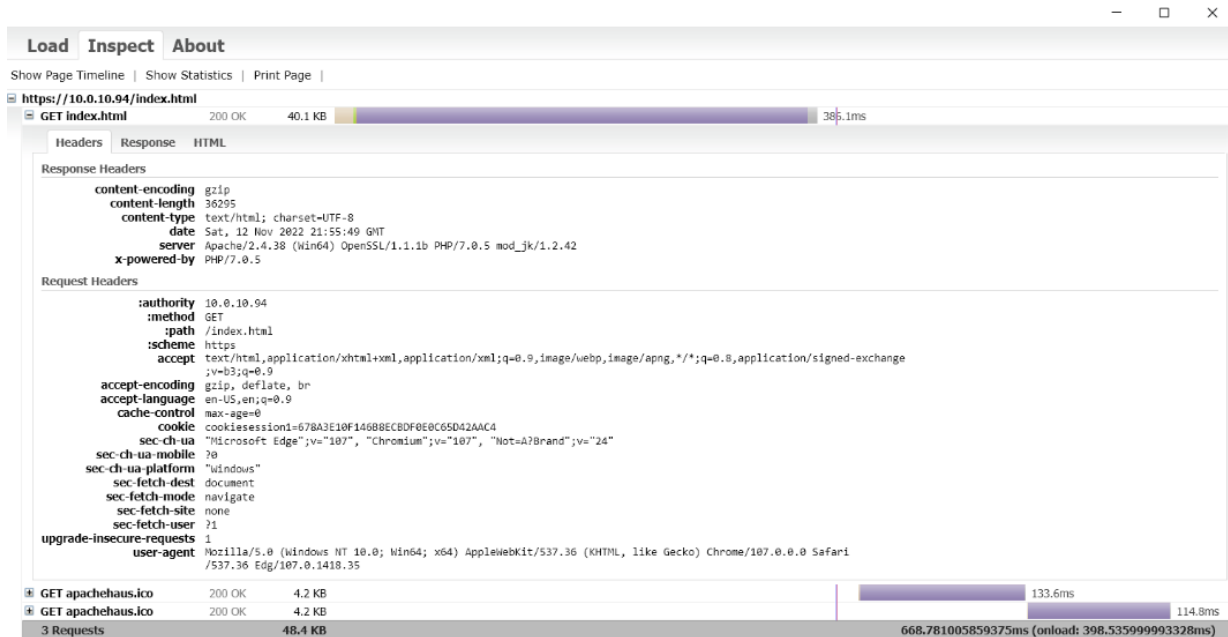 Load Inspect About
Show Page Timeline | Show Statistics | Print Page |
https://10.0.10.94/index.html
GET index.html 200 OK 40.1 KB 386.1ms
Headers Response HTML
Response Headers
content-encoding gzip
content-length 36295
content-type text/html; charset=UTF-8
date Sat, 12 Nov 2022 21:55:49 GMT
server Apache/2.4.38 (Win64) OpenSSL/1.1.1b PHP/7.0.5 mod_jk/1.2.42
x-powered-by PHP/7.0.5
Request Headers
:authority 10.0.10.94
:method GET
:path /index.html
:scheme https
accept text/html,application/xhtml+xml,application/xml;q=0.9,image/webp,image/apng,*/*;q=0.8,application/signed-exchange
;v=b3;q=0.9
accept-encoding gzip, deflate, br
accept-language en-US,en;q=0.9
cache-control max-age=0
cookie cookiesession1=678A3E10F146B8ECBDF0E0C65D42AAC4
sec-ch-ua "Microsoft Edge";v="107", "Chromium";v="107", "Not=A?Brand";v="24"
sec-ch-ua-mobile ?0
sec-ch-ua-platform "Windows"
sec-fetch-dest document
sec-fetch-mode navigate
sec-fetch-site none
sec-fetch-user ?1
upgrade-insecure-requests 1
user-agent Mozilla/5.0 (Windows NT 10.0; Win64; x64) AppleWebKit/537.36 (KHTML, like Gecko) Chrome/107.0.0.0 Safari
/537.36 Edg/107.0.1418.35
GET apachehaus.ico 200 OK 4.2 KB 133.6ms
GET apachehaus.ico 200 OK 4.2 KB 114.8ms
3 Requests 48.4 KB 668.781005859375ms (onload: 398.535999993328ms)